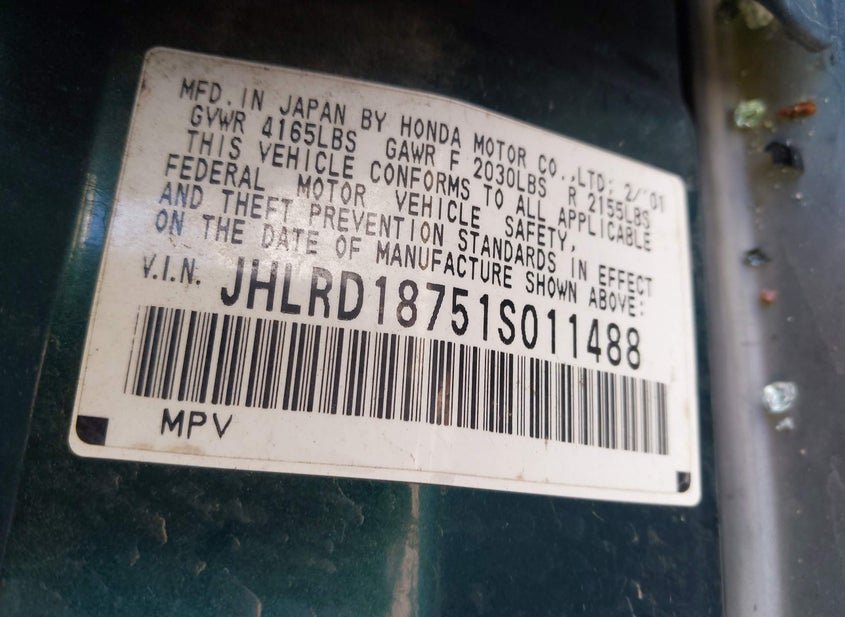 MFD. IN JAPAN BY HONDA MOTOR CO.,LTD; 2/'01
GVWR 4165LBS GAWR F 2030LBS R 2155LBS
THIS VEHICLE CONFORMS TO ALL APPLICABLE
FEDERAL MOTOR VEHICLE SAFETY,
AND THEFT PREVENTION STANDARDS IN EFFECT
ON THE DATE OF MANUFACTURE SHOWN ABOVE:
V.I.N. JHLRD18751S011488
MPV